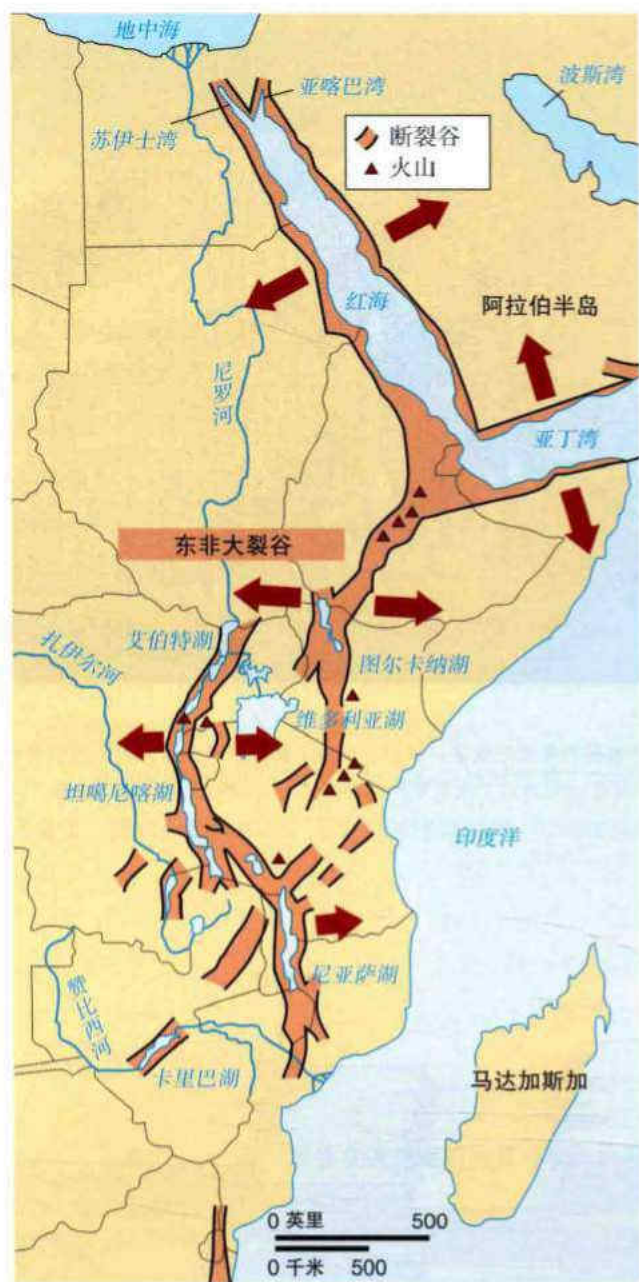 地中海
亚喀巴湾
波斯湾
苏伊士湾
断裂谷
火山
红海
阿拉伯半岛
尼罗河
亚丁湾
东非大裂谷
艾伯特湖
扎伊尔河
图尔卡纳湖
维多利亚湖
坦噶尼喀湖
印度洋
尼亚萨湖
赞比西河
卡里巴湖
马达加斯加
0 英里 500
0 千米 500